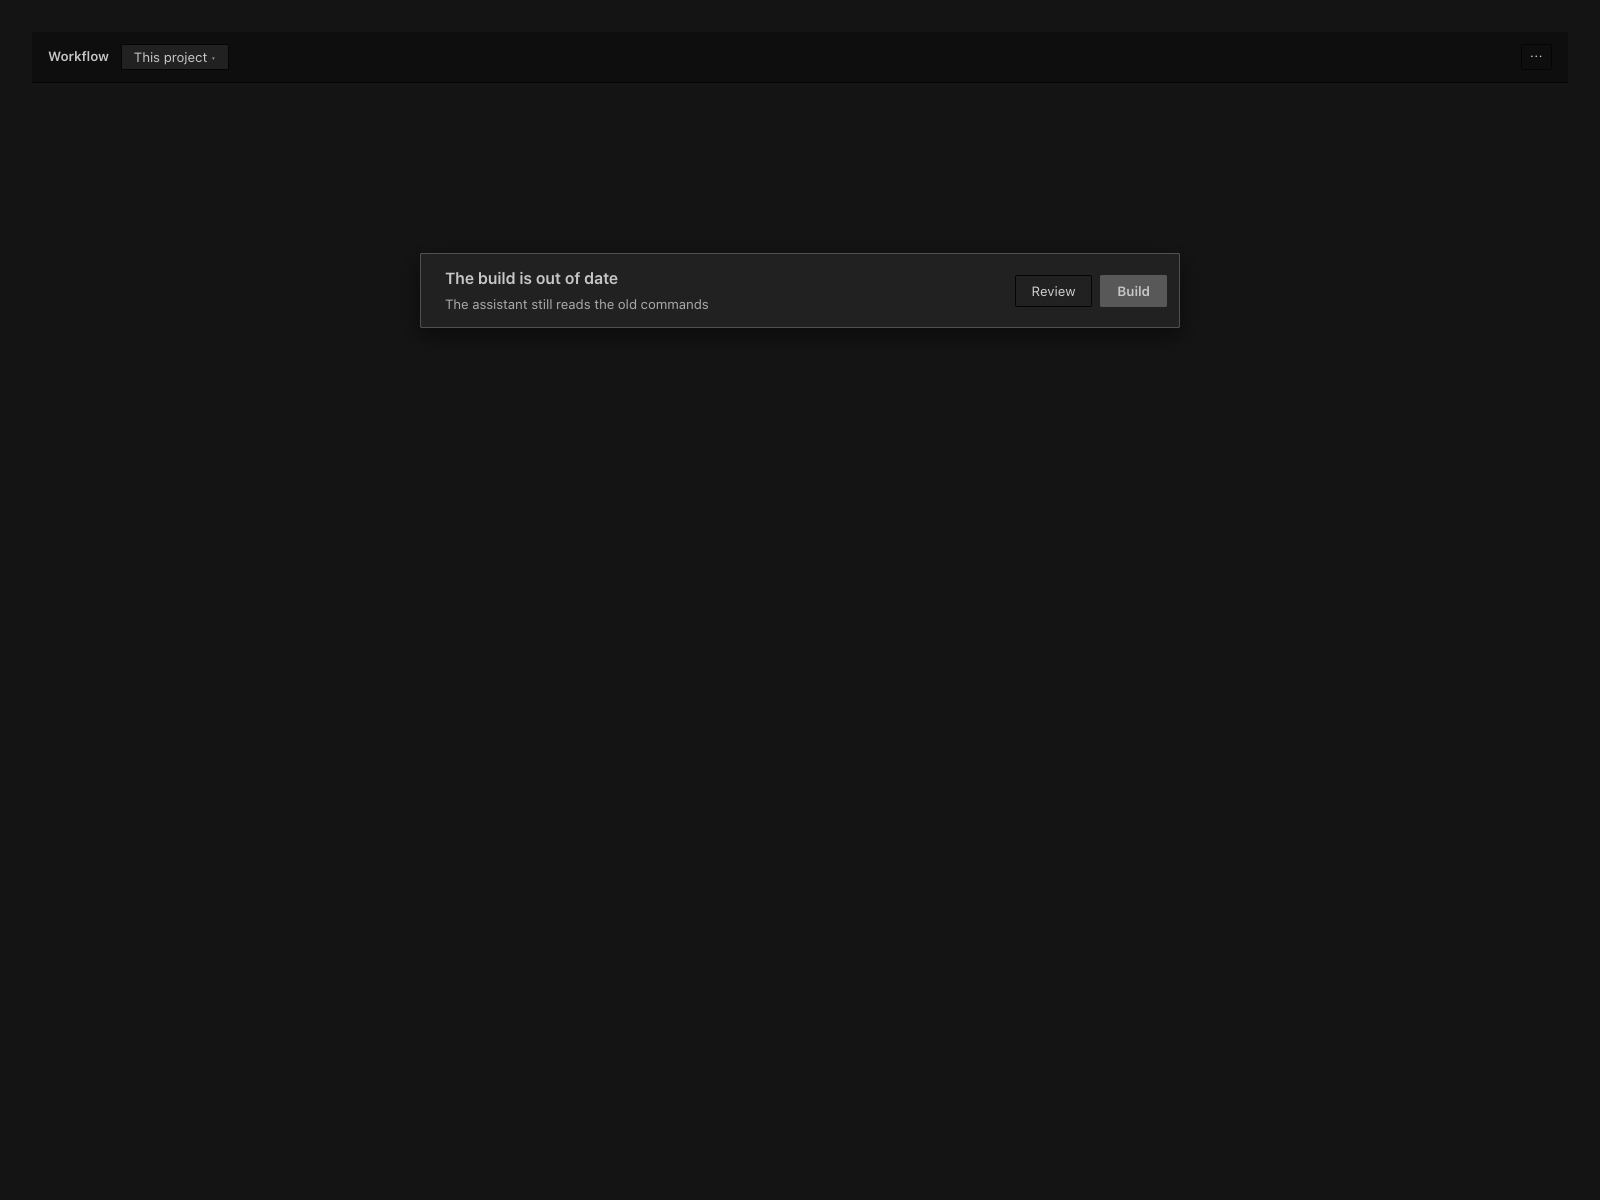 Workflow
This project
...
The build is out of date
The assistant still reads the old commands
Review
Build